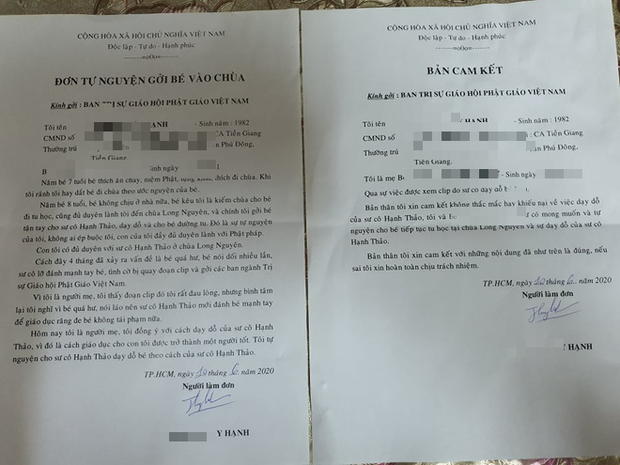 CỘNG HÒA XÃ HỘI CHỦ NGHĨA VIỆT NAM
Độc lập - Tự do - Hạnh phúc
ĐƠN TỰ NGUYỆN GỞI BÉ VÀO CHÙA
Kính gởi : BAN SỰ GIÁO HỘI PHẬT GIÁO VIỆT NAM
Tôi tên HẠNH - Sinh năm : 1982
CMND số CA Tiền Giang
Thường trú Phú Đông,
Tiền Giang.
B Sinh ngày
Năm bé 7 tuổi bé thích ăn chay, niệm Phật, thích đi chùa. Khi
tôi rảnh tôi hay dắt bé đi chùa theo ước nguyện của bé.
Năm bé 8 tuổi, bé không chịu ở nhà nữa, bé kêu tôi là kiếm chùa cho bé
đi tu học, cũng đủ duyên lành tôi đến chùa Long Nguyên, và chính tôi gởi bé
tận tay cho sư cô Hạnh Thảo, dạy dỗ và cho bé đường tu. Đó là sự tự nguyện
của tôi, không ai ép buộc tôi, con của tôi đầy đủ duyên lành với Phật pháp.
Con tôi có đủ duyên với sư cô Hạnh Thảo ở chùa Long Nguyên.
Cách đây 4 tháng đã xảy ra vấn đề là bé quá hư, bé nói dối nhiều lần,
sư cô lỡ đánh mạnh tay bé, tình cờ bị quay đoạn clip và gởi các ban ngành Trị
sự Giáo hội Phật Giáo Việt Nam.
Vì tôi là người mẹ, tôi thấy đoạn clip đó tôi rất đau lòng, nhưng bình tâm
lại tôi nghĩ vì bé quá hư, nói láo nên sư cô Hạnh Thảo mới đánh bé mạnh tay
để giáo dục răng đe bé không tái phạm nữa.
Hôm nay tôi là người mẹ, tôi đồng ý với cách dạy dỗ của sư cô Hạnh
Thảo, vì đó là cách giáo dục cho con tôi được trở thành một người tốt. Tôi tự
nguyện cho sư cô Hạnh Thảo dạy dỗ bé theo cách của sư cô Hạnh Thảo.
TP.HCM, ngày 10 tháng 6 năm 2020
Người làm đơn
Y HẠNH
CỘNG HÒA XÃ HỘI CHỦ NGHĨA VIỆT NAM
Độc lập - Tự do - Hạnh phúc
BẢN CAM KẾT
Kính gởi : BAN TRỊ SỰ GIÁO HỘI PHẬT GIÁO VIỆT NAM
Tôi tên HẠNH - Sinh năm : 1982
CMND số : CA Tiền Giang
Thường trú Phú Đông,
Tiền Giang.
Tôi là mẹ Bé Sinh ngày
Qua sự việc được xem clip do sư cô dạy dỗ
Bản thân tôi xin cam kết không thắc mắc hay khiếu nại về việc dạy dỗ
của sư cô Hạnh Thảo, tôi và có mong muốn và tự
nguyện cho bé tiếp tục tu học tại chùa Long Nguyên và sư cô
Hạnh Thảo.
Bản thân tôi xin cam kết với những nội dung đã như trên là đúng, nếu
sai tôi xin hoàn toàn chịu trách nhiệm.
TP.HCM, ngày 10 tháng 6 năm 2020
Người làm đơn
Y HẠNH